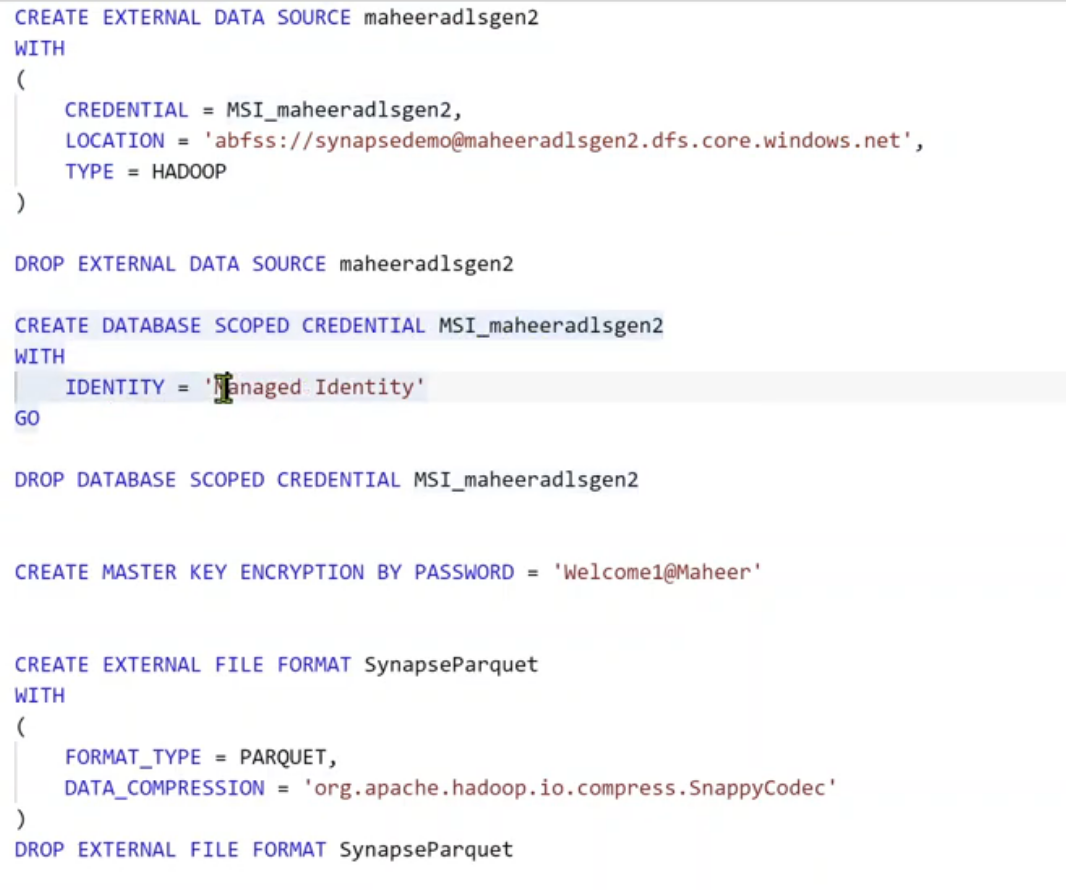 CREATE EXTERNAL DATA SOURCE maheeradlsgen2
WITH
(
    CREDENTIAL = MSI_maheeradlsgen2,
    LOCATION = 'abfss://synapsedemo@maheeradlsgen2.dfs.core.windows.net',
    TYPE = HADOOP
)
DROP EXTERNAL DATA SOURCE maheeradlsgen2
CREATE DATABASE SCOPED CREDENTIAL MSI_maheeradlsgen2
WITH
    IDENTITY = 'Managed Identity'
GO
DROP DATABASE SCOPED CREDENTIAL MSI_maheeradlsgen2
CREATE MASTER KEY ENCRYPTION BY PASSWORD = 'Welcome1@Maheer'
CREATE EXTERNAL FILE FORMAT SynapseParquet
WITH
(
    FORMAT_TYPE = PARQUET,
    DATA_COMPRESSION = 'org.apache.hadoop.io.compress.SnappyCodec'
)
DROP EXTERNAL FILE FORMAT SynapseParquet